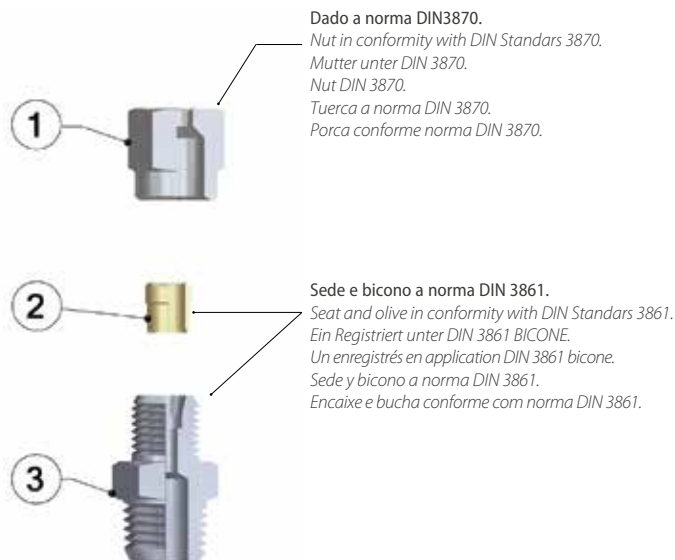 Dado a norma DIN3870.
Nut in conformity with DIN Standars 3870.
Mutter unter DIN 3870.
Nut DIN 3870.
Tuerca a norma DIN 3870.
Porca conforme norma DIN 3870.
1
2
Sede e bicono a norma DIN 3861.
Seat and olive in conformity with DIN Standars 3861.
Ein Registriert unter DIN 3861 BICONE.
Un enregistrés en application DIN 3861 bicone.
Sede y bicono a norma DIN 3861.
Encaixe e bucha conforme com norma DIN 3861.
3